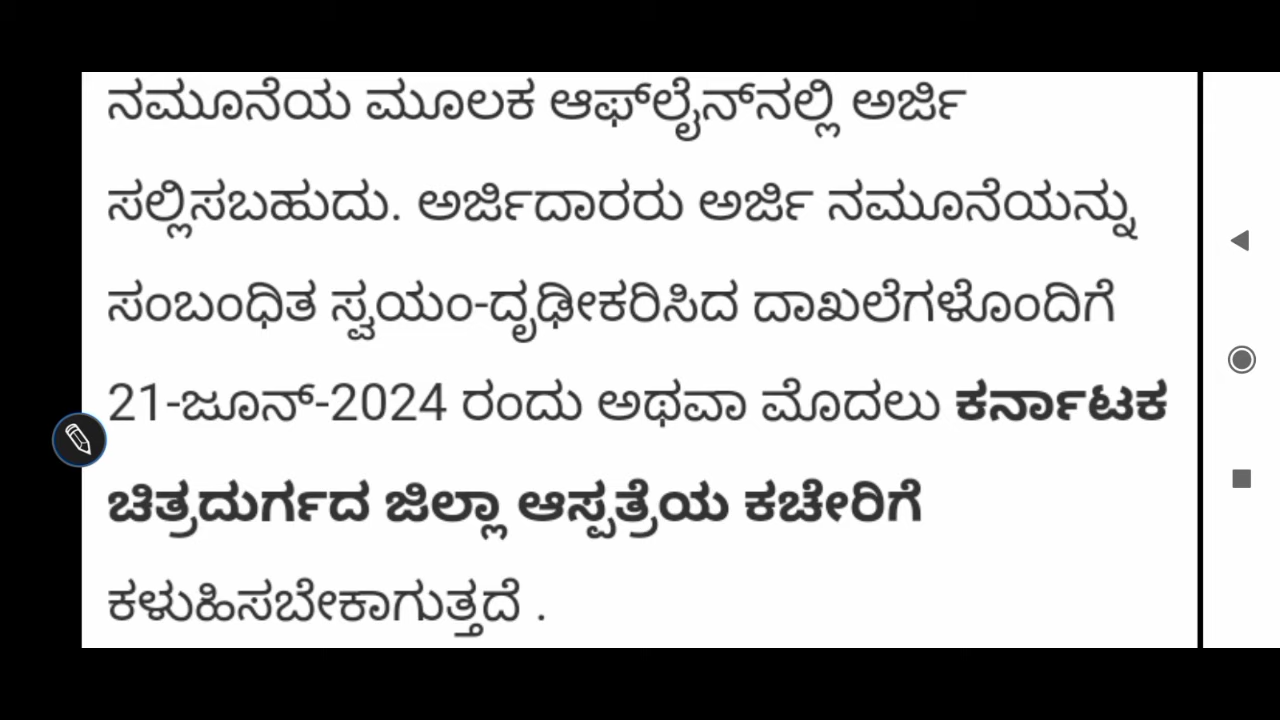 ನಮೂನೆಯ ಮೂಲಕ ಆಫ್‌ಲೈನ್‌ನಲ್ಲಿ ಅರ್ಜಿ
ಸಲ್ಲಿಸಬಹುದು. ಅರ್ಜಿದಾರರು ಅರ್ಜಿ ನಮೂನೆಯನ್ನು
ಸಂಬಂಧಿತ ಸ್ವಯಂ-ದೃಢೀಕರಿಸಿದ ದಾಖಲೆಗಳೊಂದಿಗೆ
21-ಜೂನ್-2024 ರಂದು ಅಥವಾ ಮೊದಲು ಕರ್ನಾಟಕ
ಚಿತ್ರದುರ್ಗದ ಜಿಲ್ಲಾ ಆಸ್ಪತ್ರೆಯ ಕಚೇರಿಗೆ
ಕಳುಹಿಸಬೇಕಾಗುತ್ತದೆ .